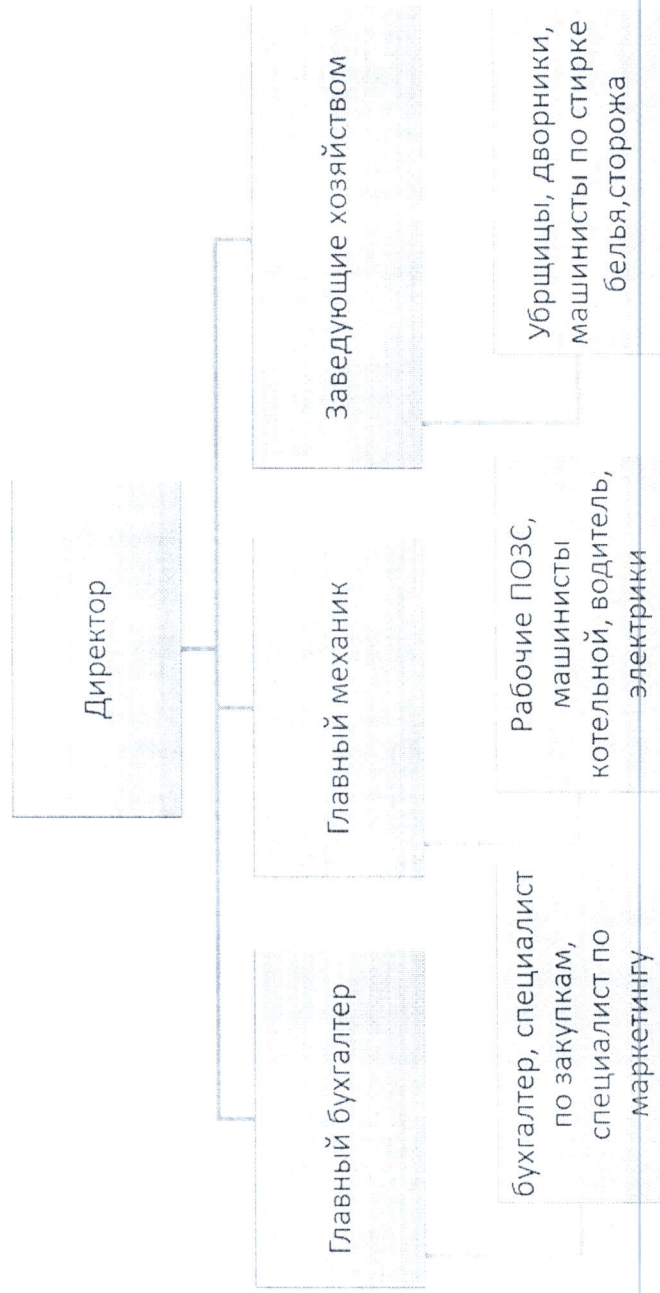 Директор
Главный бухгалтер
Главный механик
Заведующие хозяйством
бухгалтер, специалист
по закупкам,
специалист по
маркетингу
Рабочие ПОЗС,
машинисты
котельной, водитель,
электрики
Убрщицы, дворники,
машинисты по стирке
белья,сторожа